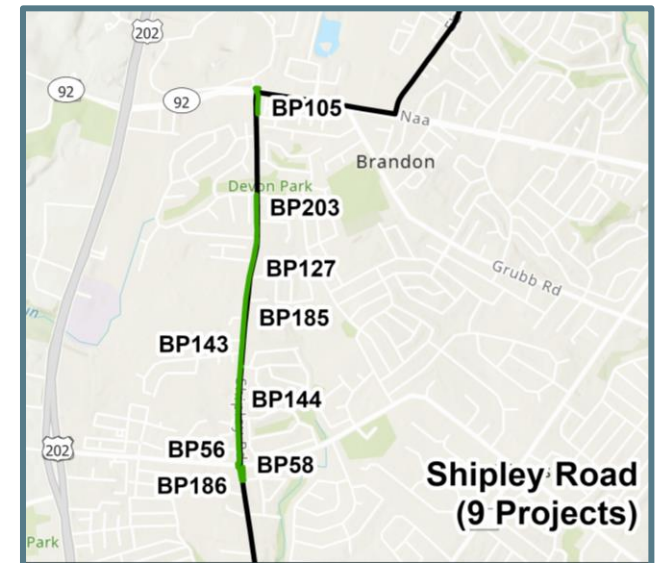 202
92
92
BP105
Naa
Brandon
Devon Park
BP203
BP127
Grubb Rd
BP185
BP143
BP144
BP56
202
BP58
BP186
Shipley Road
(9 Projects)
Park